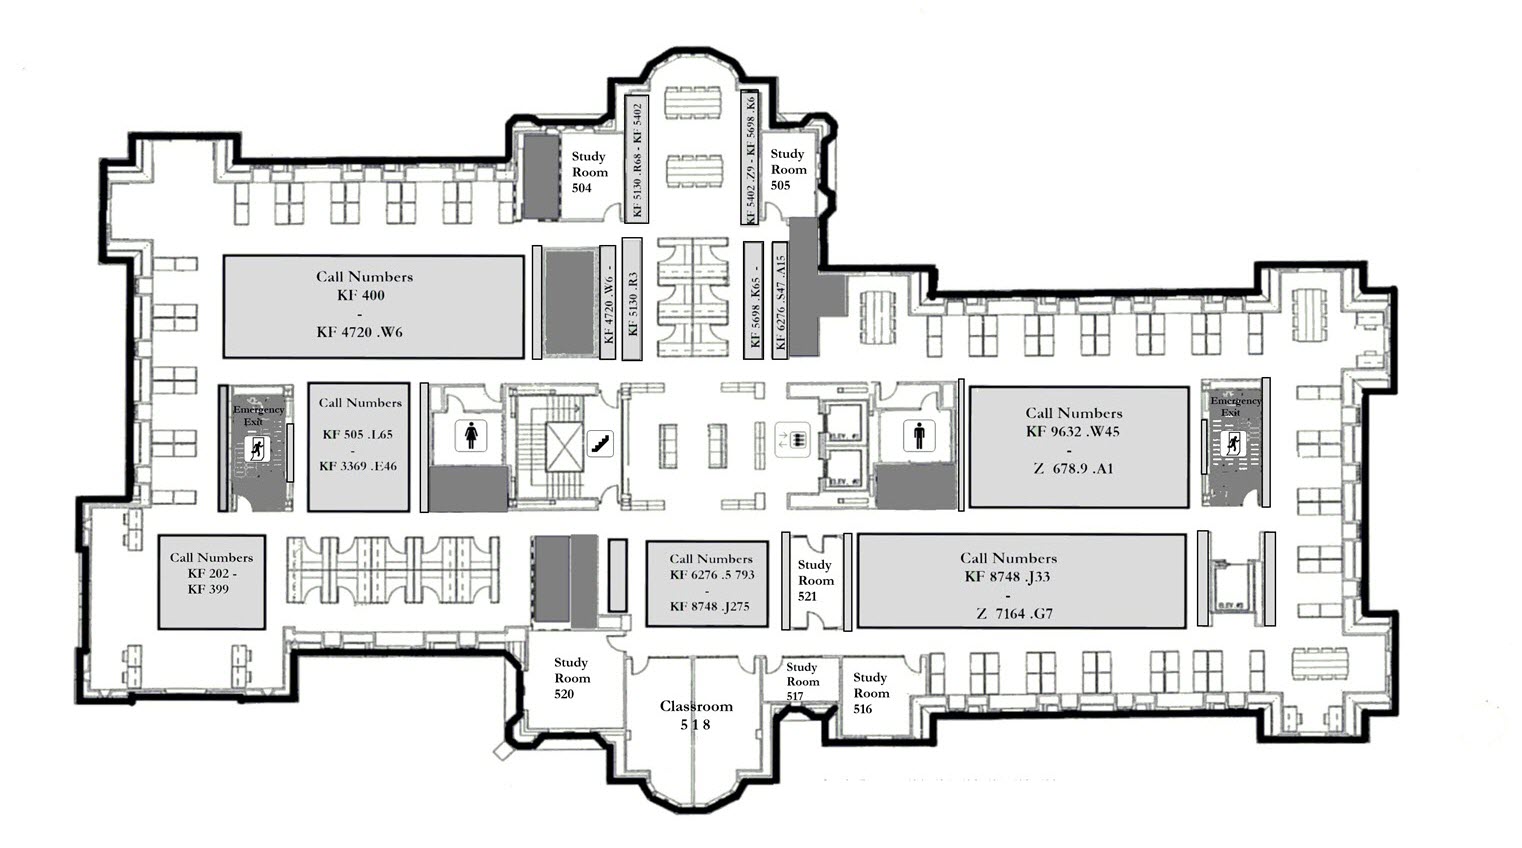 KF 5130 .R68 - KF 5402
KF 5402 .Z9 - KF 5698 .K6
Study
Room
504
Study
Room
505
Call Numbers
KF 400
-
KF 4720 .W6
KF 4720 .W6 -
KF 5130 .R3
KF 5698 .K65 -
KF 6276 .S47 .A15
Emergency
Exit
Call Numbers
KF 505 .L65
-
KF 3369 .E46
ELEV. #1
ELEV. #2
Call Numbers
KF 9632 .W45
-
Z 678.9 .A1
Emergency
Exit
Call Numbers
KF 202 -
KF 399
Call Numbers
KF 6276 .5 793
-
KF 8748 .J275
Study
Room
521
Call Numbers
KF 8748 .J33
-
Z 7164 .G7
Study
Room
520
Classroom
5 1 8
Study
Room
517
Study
Room
516